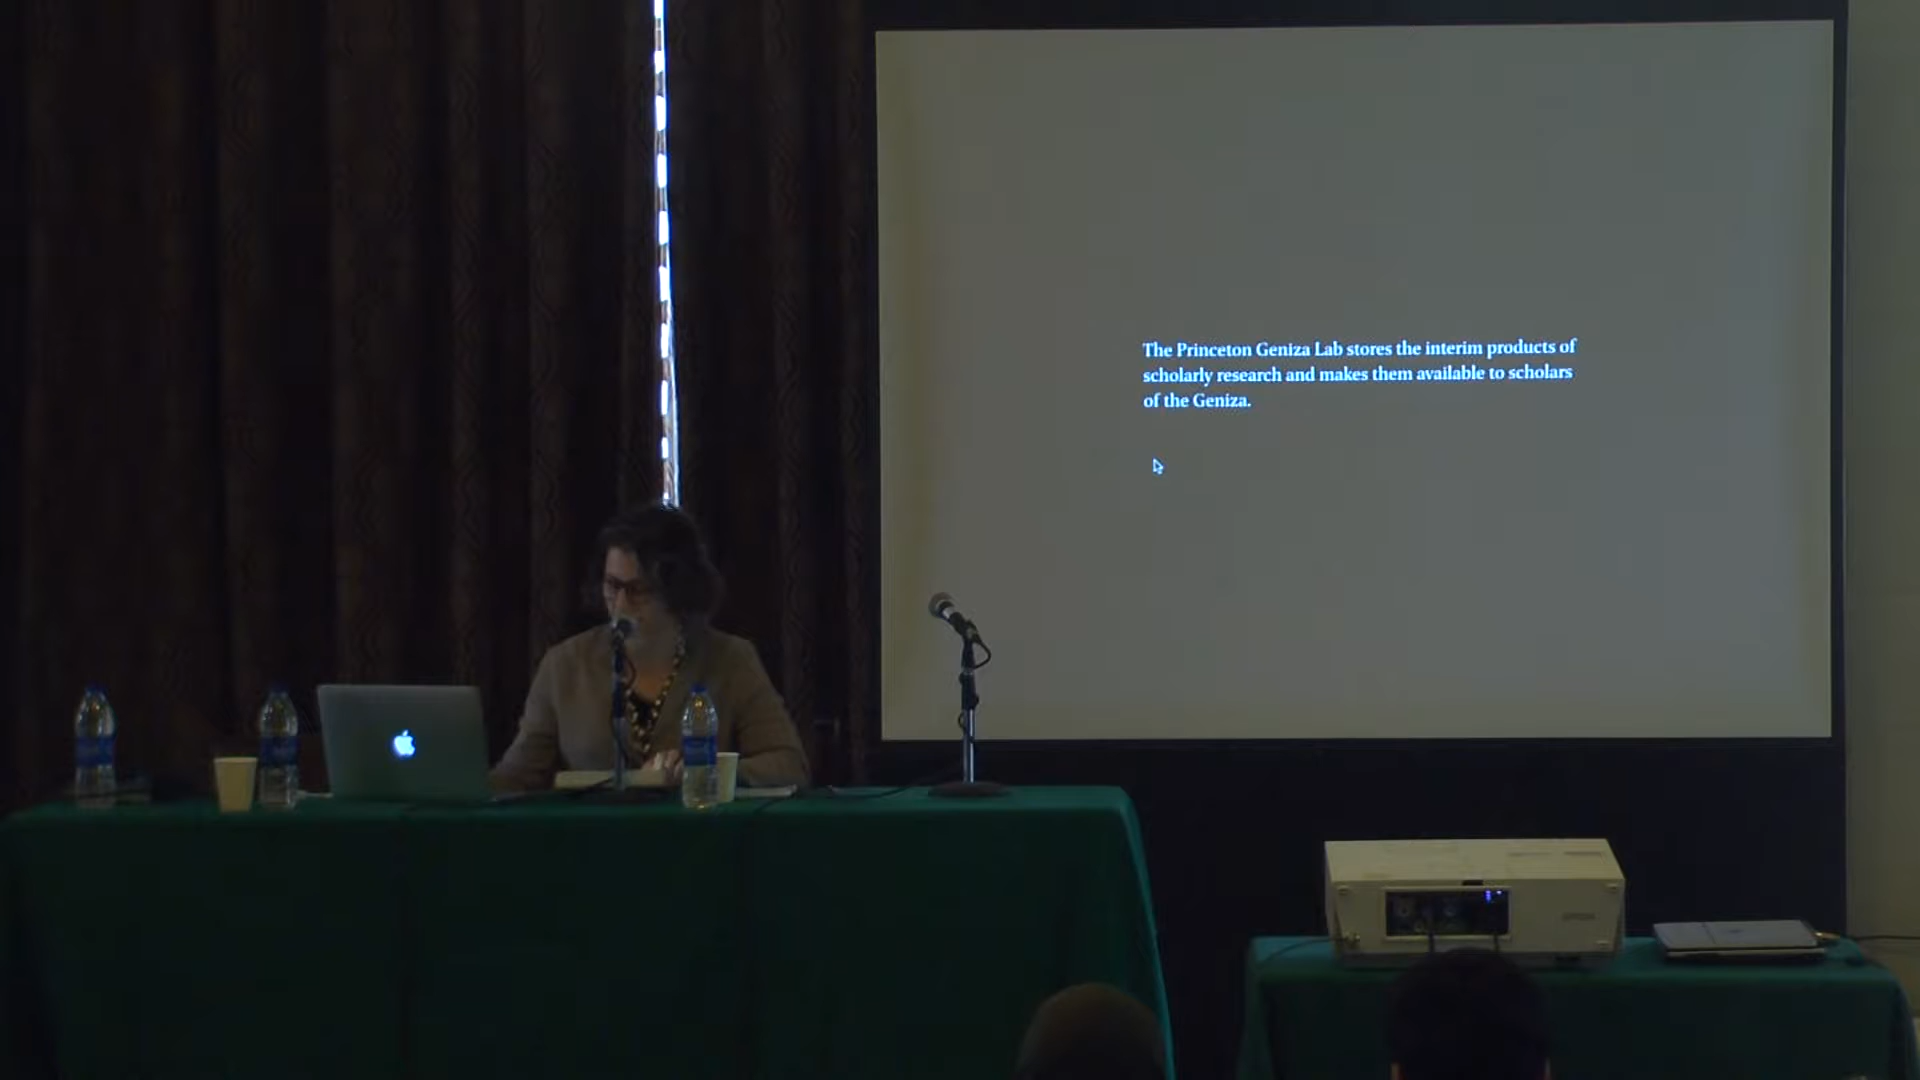 The Princeton Geniza Lab stores the interim products of
scholarly research and makes them available to scholars
of the Geniza.
EPSON